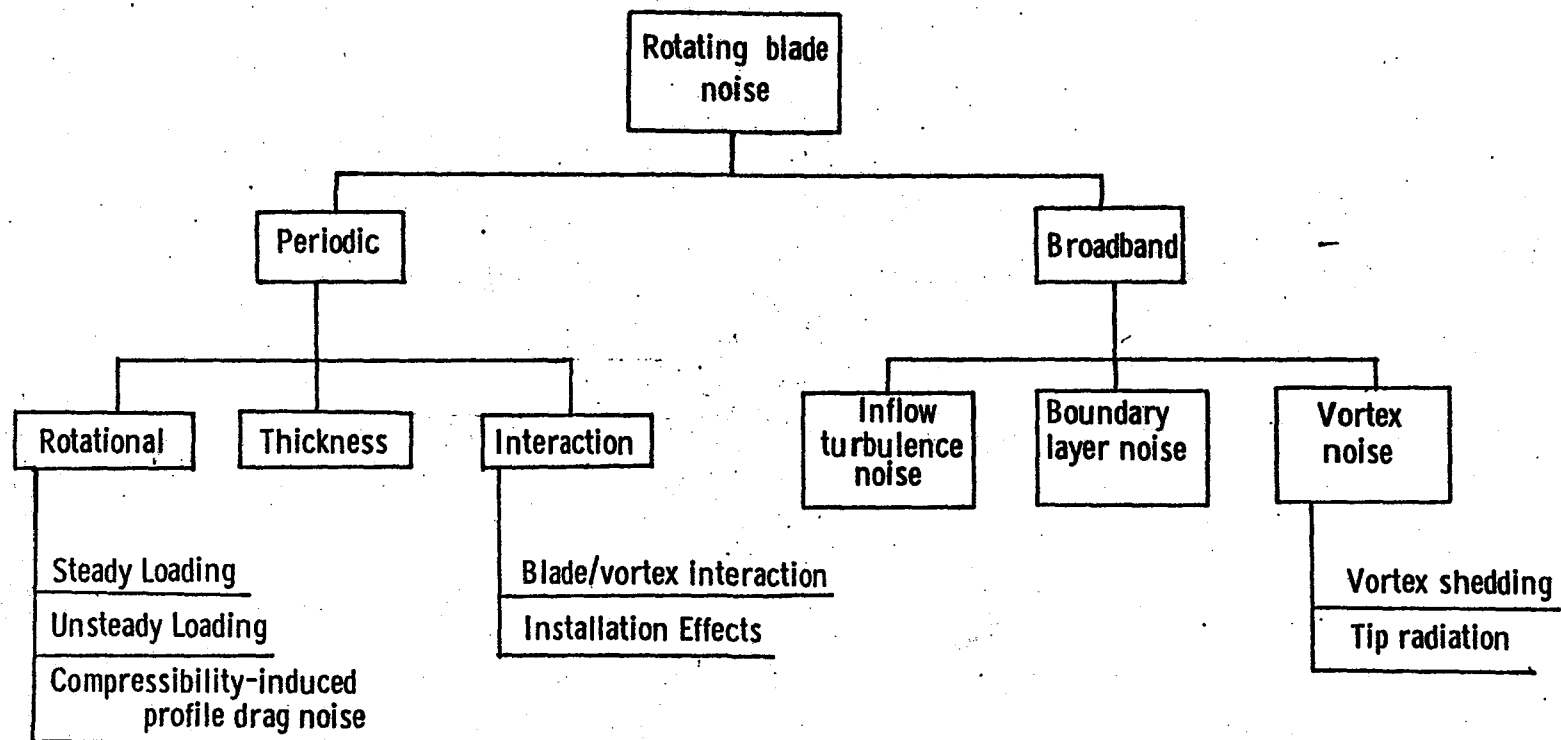 Rotating blade
noise
Periodic
Broadband
Rotational
Thickness
Interaction
Inflow
turbulence
noise
Boundary
layer noise
Vortex
noise
Steady Loading
Unsteady Loading
Compressibility-induced
profile drag noise
Blade/vortex interaction
Installation Effects
Vortex shedding
Tip radiation